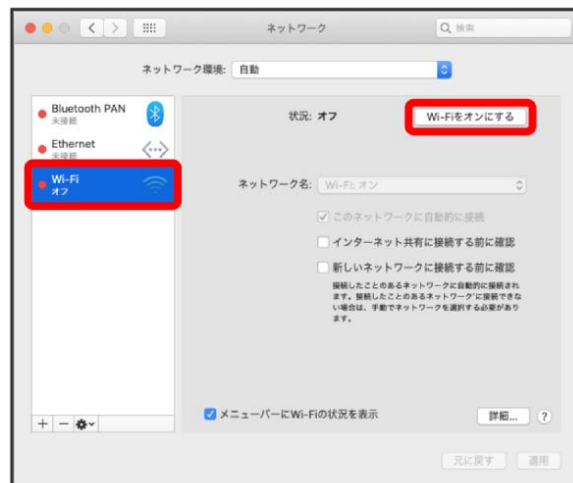 ネットワーク
検索
ネットワーク環境: 自動
Bluetooth PAN
未接続
Ethernet
未接続
Wi-Fi
オフ
状況: オフ
Wi-Fiをオンにする
ネットワーク名: Wi-Fi: オン
このネットワークに自動的に接続
インターネット共有に接続する前に確認
新しいネットワークに接続する前に確認
接続したことのあるネットワークに自動的に接続され
ます。接続したことのあるネットワークに接続できな
い場合は、手動でネットワークを選択する必要があり
ます。
メニューバーにWi-Fiの状況を表示
詳細...
?
元に戻す
適用